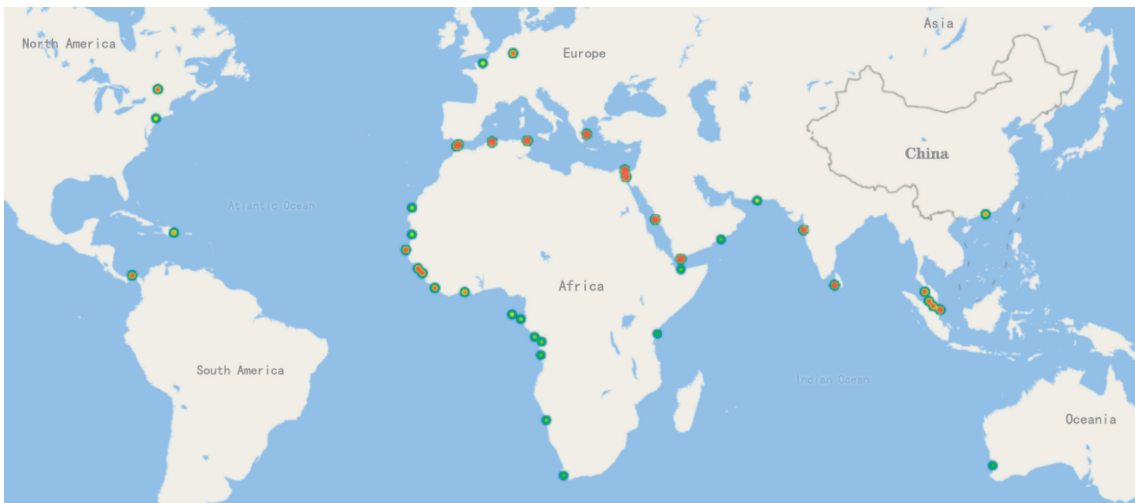 Asia
North America
Europe
China
Atlantic Ocean
Africa
South America
Indian Ocean
Oceania